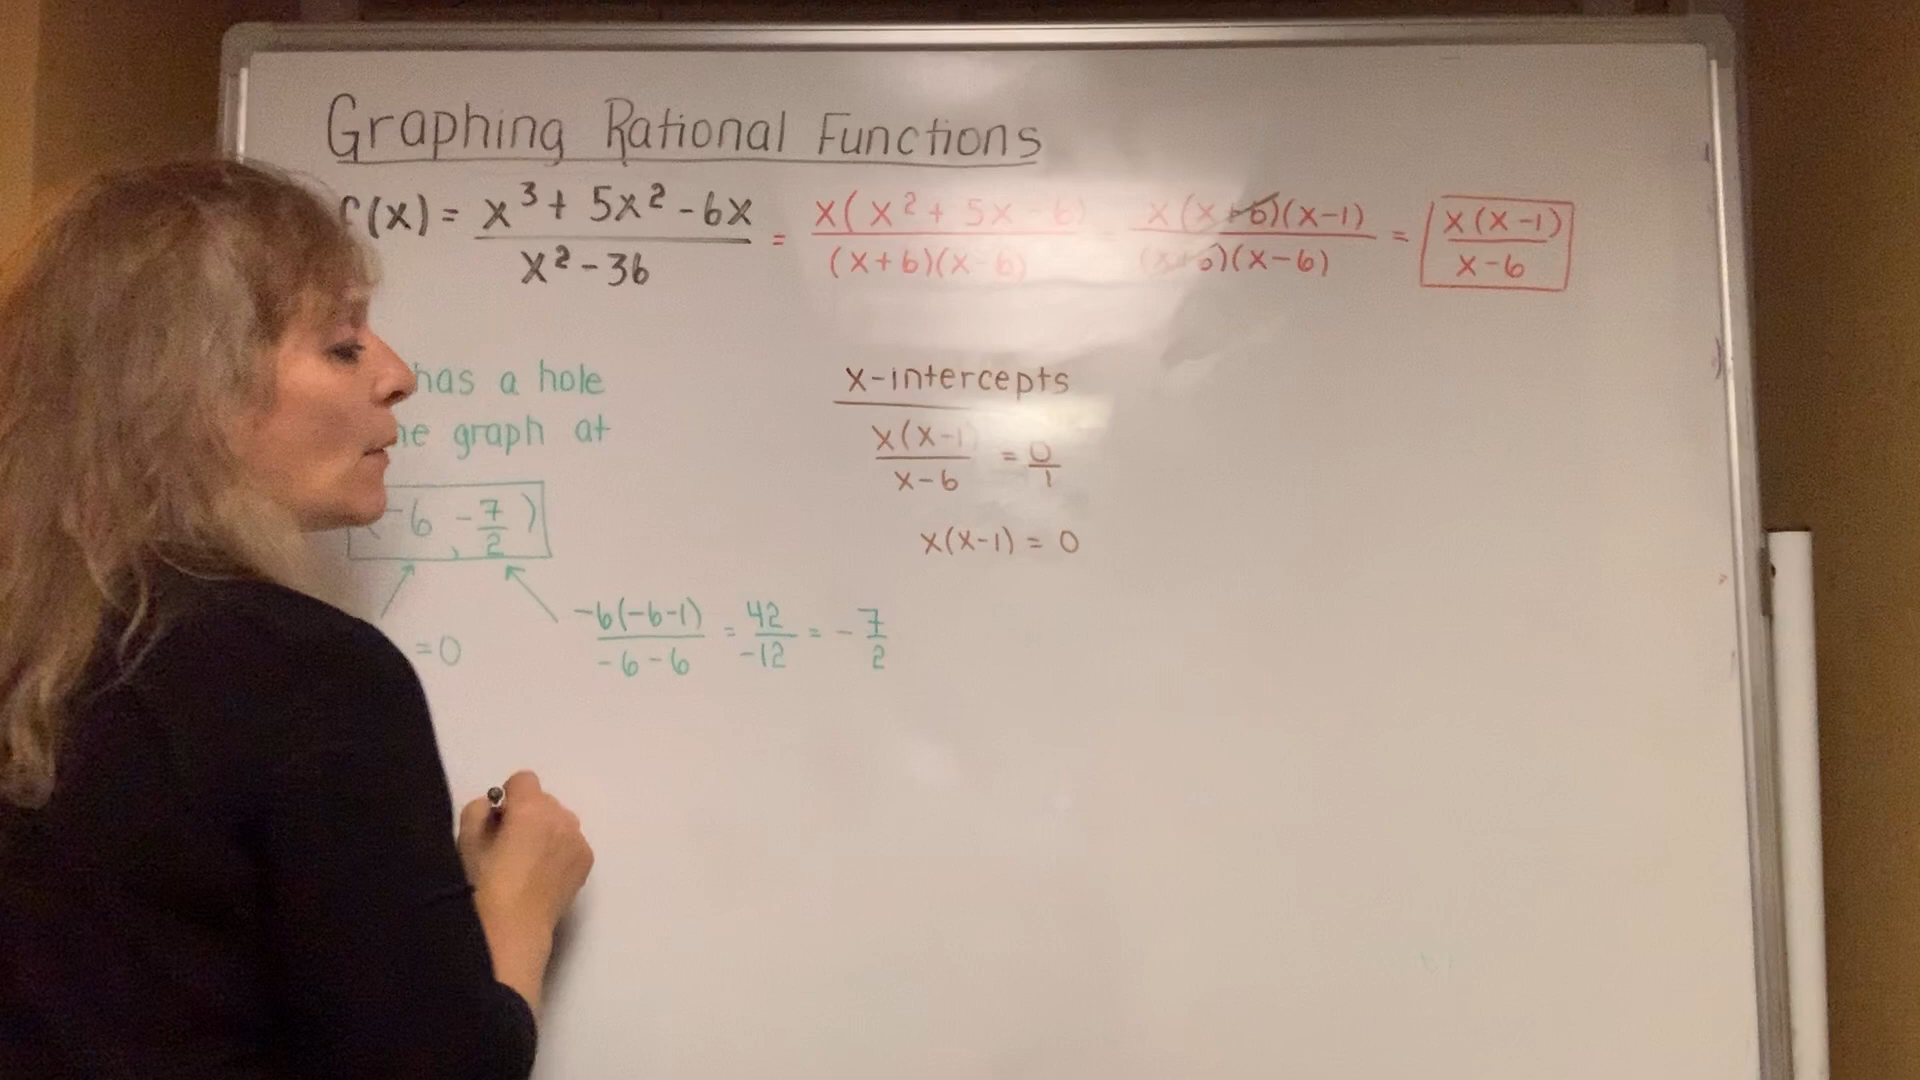 Graphing Rational Functions
f(x) = x³ + 5x² - 6x / x² - 36 = x(x² + 5x - 6) / (x+6)(x-6) = x(x+6)(x-1) / (x+6)(x-6) = x(x-1) / x-6
has a hole
graph at
(-6, -7/2)
=0
-6(-6-1) / -6-6 = 42/-12 = -7/2
x-intercepts
x(x-1) / x-6 = 0/1
x(x-1) = 0